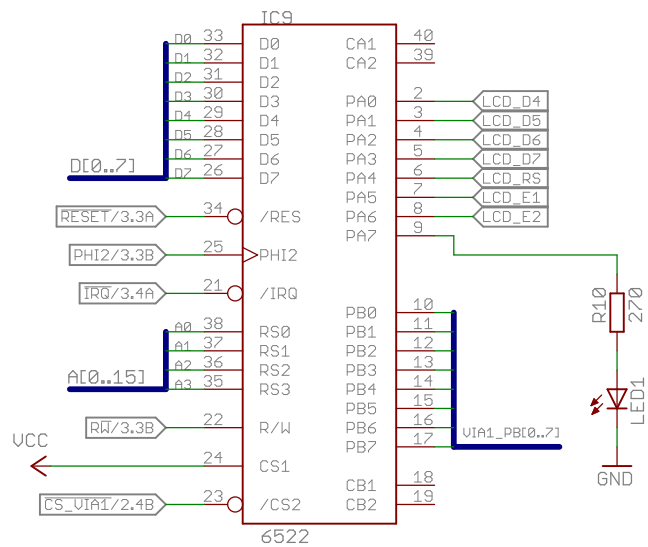 IC9
D0 33 D0 CA1 40
D1 32 D1 CA2 39
D2 31 D2
D3 30 D3 PA0 2 LCD_D4
D4 29 D4 PA1 3 LCD_D5
D5 28 D5 PA2 4 LCD_D6
D6 27 D6 PA3 5 LCD_D7
D[0..7] D7 26 D7 PA4 6 LCD_RS
PA5 7 LCD_E1
RESET/3.3A 34 /RES PA6 8 LCD_E2
PA7 9
PHI2/3.3B 25 PHI2
IRQ/3.4A 21 /IRQ
R10 270
PB0 10
A0 38 RS0 PB1 11
A1 37 RS1 PB2 12
A2 36 RS2 PB3 13
A[0..15] A3 35 RS3 PB4 14
LED1
PB5 15
RW/3.3B 22 R/W PB6 16
VIA1_PB[0..7]
PB7 17
VCC 24 CS1
GND
CB1 18
CS_VIA1/2.4B 23 /CS2 CB2 19
6522